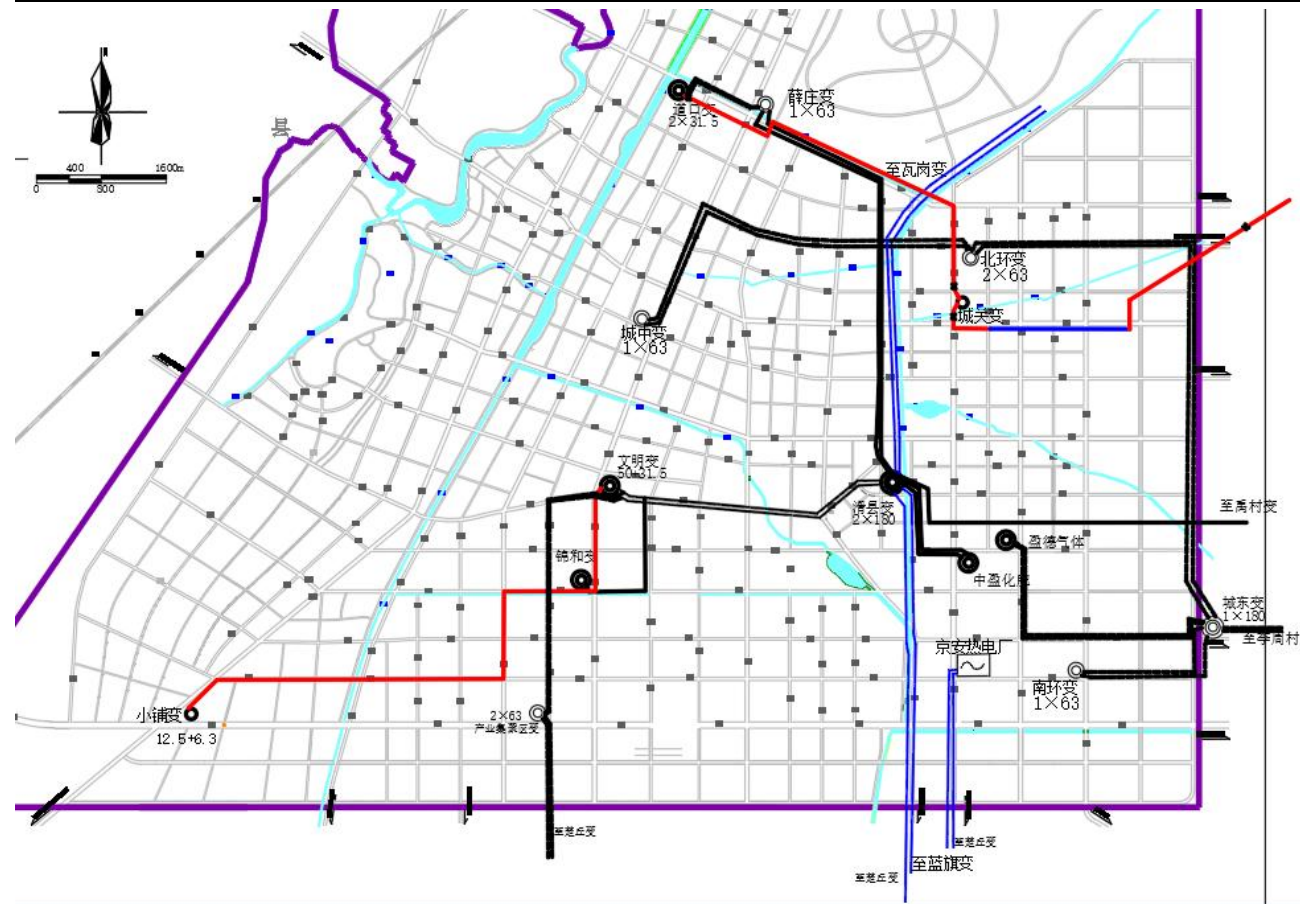 县
400
1600m
0
800
道口变
2×31.5
薛庄变
1×63
至瓦岗变
北环变
2×63
城关变
城中变
1×63
文明变
50+31.5
滑县变
2×180
至禹村变
锦和变
盈德气体
中盈化肥
城东变
1×180
至李周村
京安热电厂
南环变
1×63
小铺变
12.5+6.3
2×63
产业集聚区变
至楚丘变
至楚丘变
至蓝旗变
至楚丘变